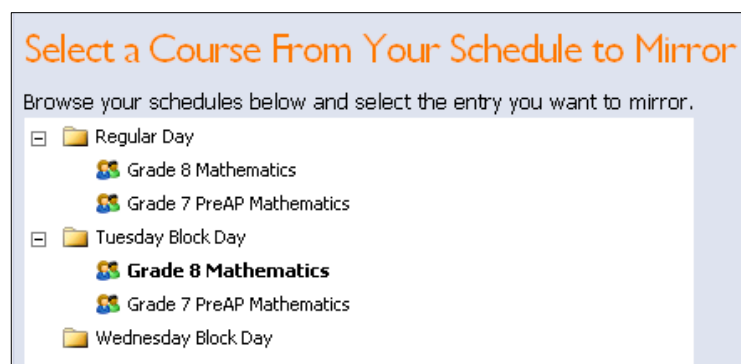 Select a Course From Your Schedule to Mirror
Browse your schedules below and select the entry you want to mirror.
Regular Day
Grade 8 Mathematics
Grade 7 PreAP Mathematics
Tuesday Block Day
Grade 8 Mathematics
Grade 7 PreAP Mathematics
Wednesday Block Day